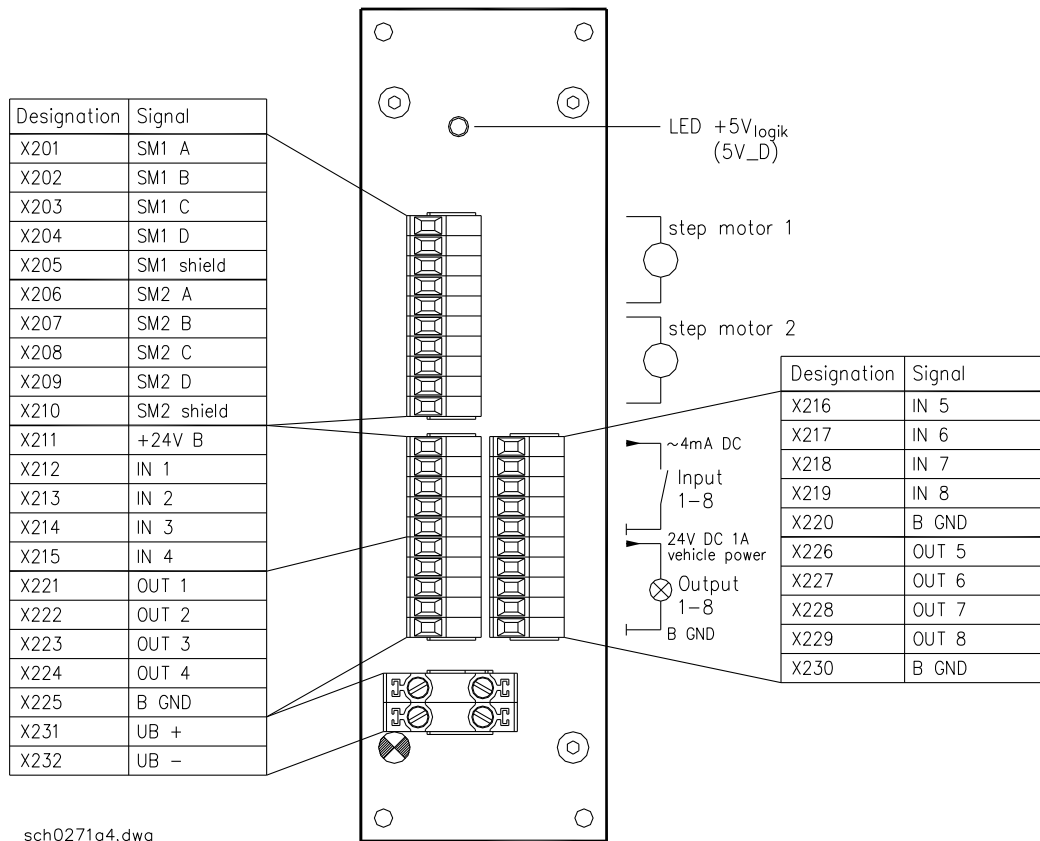 Designation Signal
X201 SM1 A
X202 SM1 B
X203 SM1 C
X204 SM1 D
X205 SM1 shield
X206 SM2 A
X207 SM2 B
X208 SM2 C
X209 SM2 D
X210 SM2 shield
X211 +24V B
X212 IN 1
X213 IN 2
X214 IN 3
X215 IN 4
X221 OUT 1
X222 OUT 2
X223 OUT 3
X224 OUT 4
X225 B GND
X231 UB +
X232 UB -
LED +5Vlogik
(5V_D)
step motor 1
step motor 2
~4mA DC
Input
1-8
24V DC 1A
vehicle power
Output
1-8
B GND
Designation Signal
X216 IN 5
X217 IN 6
X218 IN 7
X219 IN 8
X220 B GND
X226 OUT 5
X227 OUT 6
X228 OUT 7
X229 OUT 8
X230 B GND
sch0271a4.dwg